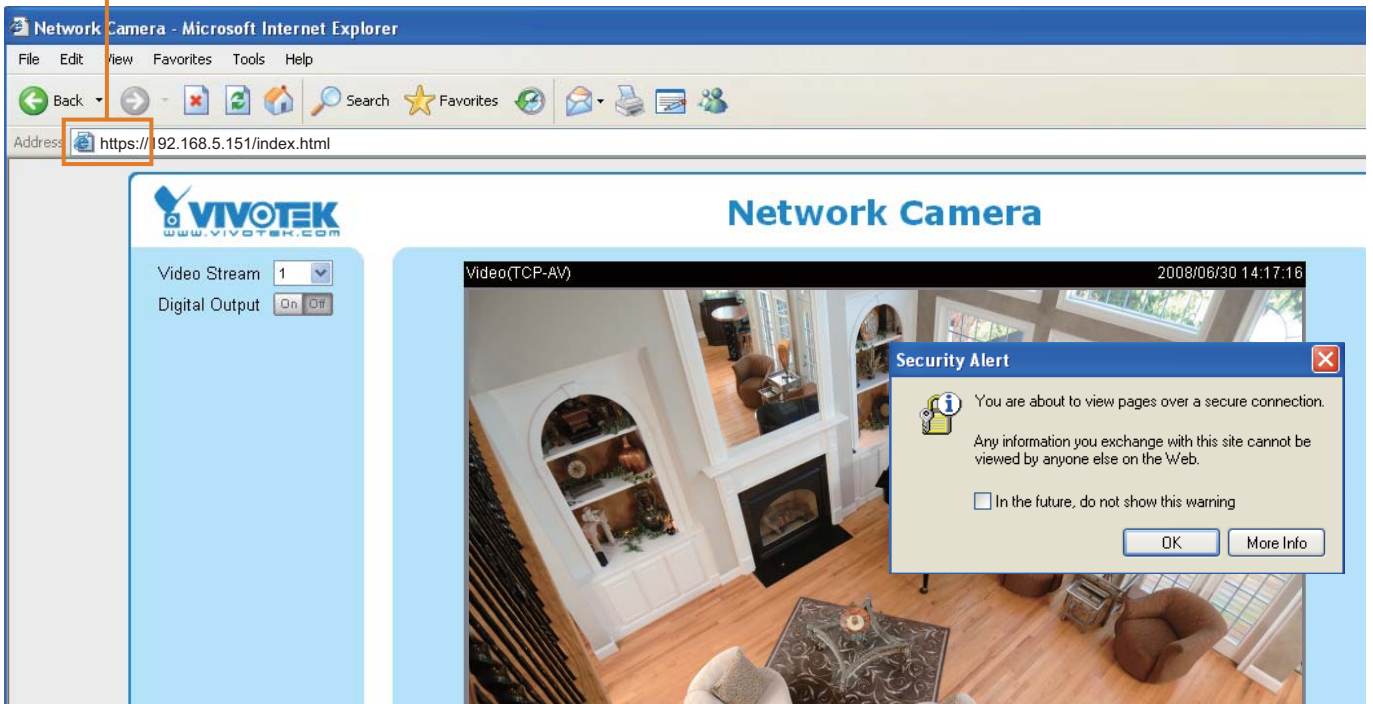 Network Camera - Microsoft Internet Explorer
File Edit View Favorites Tools Help
Back Search Favorites
Address https://192.168.5.151/index.html
VIVOTEK
www.vivotek.com
Network Camera
Video Stream 1
Digital Output On Off
Video(TCP-AV) 2008/06/30 14:17:16
Security Alert
You are about to view pages over a secure connection.
Any information you exchange with this site cannot be
viewed by anyone else on the Web.
In the future, do not show this warning
OK More Info